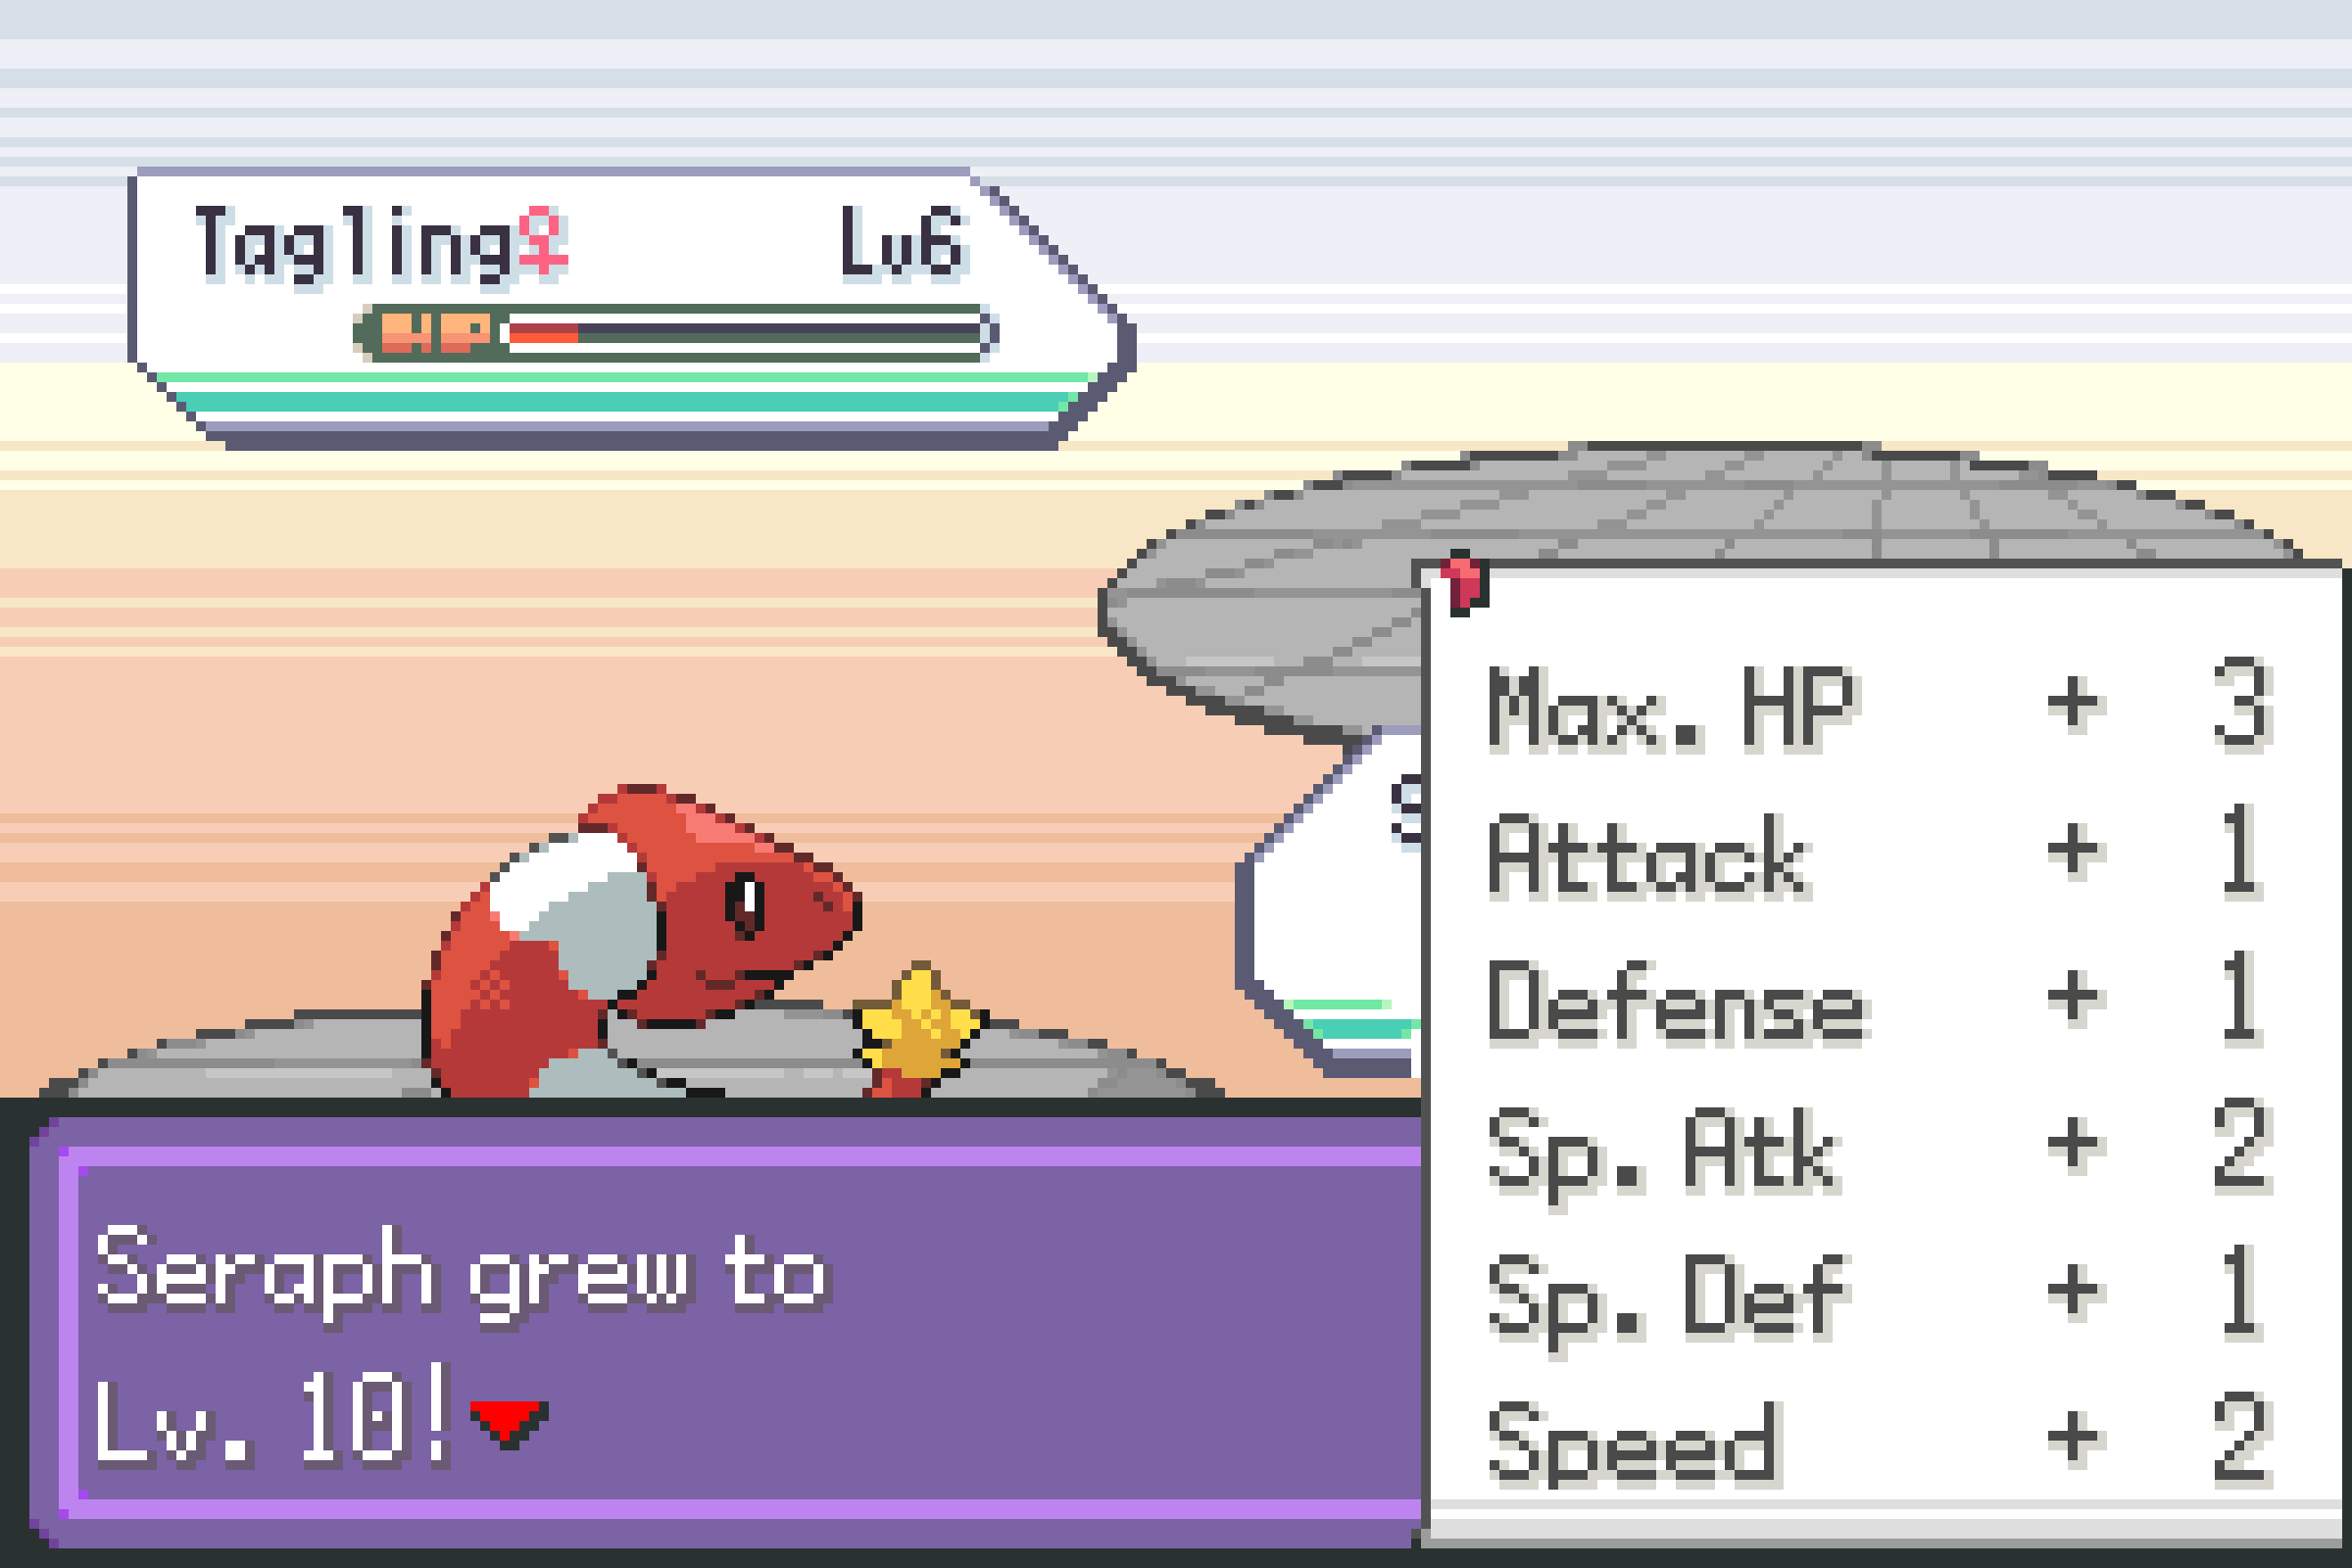 Tagling♀ Lv6
HP
S
Max. HP + 3
Attack + 1
Defense + 1
Sp. Atk + 2
Sp. Def + 1
Speed + 2
Seraph grew to
Lv. 10!